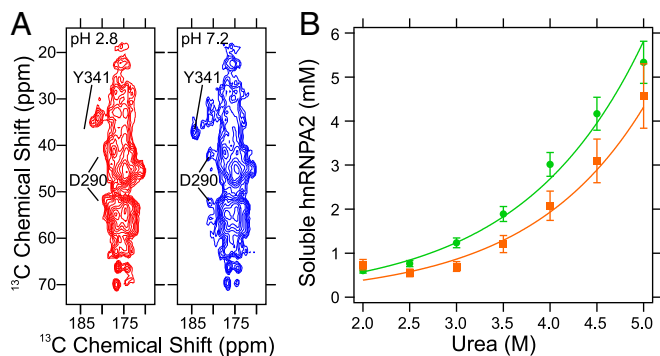 A
pH 2.8
pH 7.2
Y341
Y341
D290
D290
20
30
40
50
60
70
185
175
185
175
¹³C Chemical Shift (ppm)
¹³C Chemical Shift (ppm)
B
6
5
4
3
2
1
0
Soluble hnRNPA2 (mM)
2.0 2.5 3.0 3.5 4.0 4.5 5.0
Urea (M)